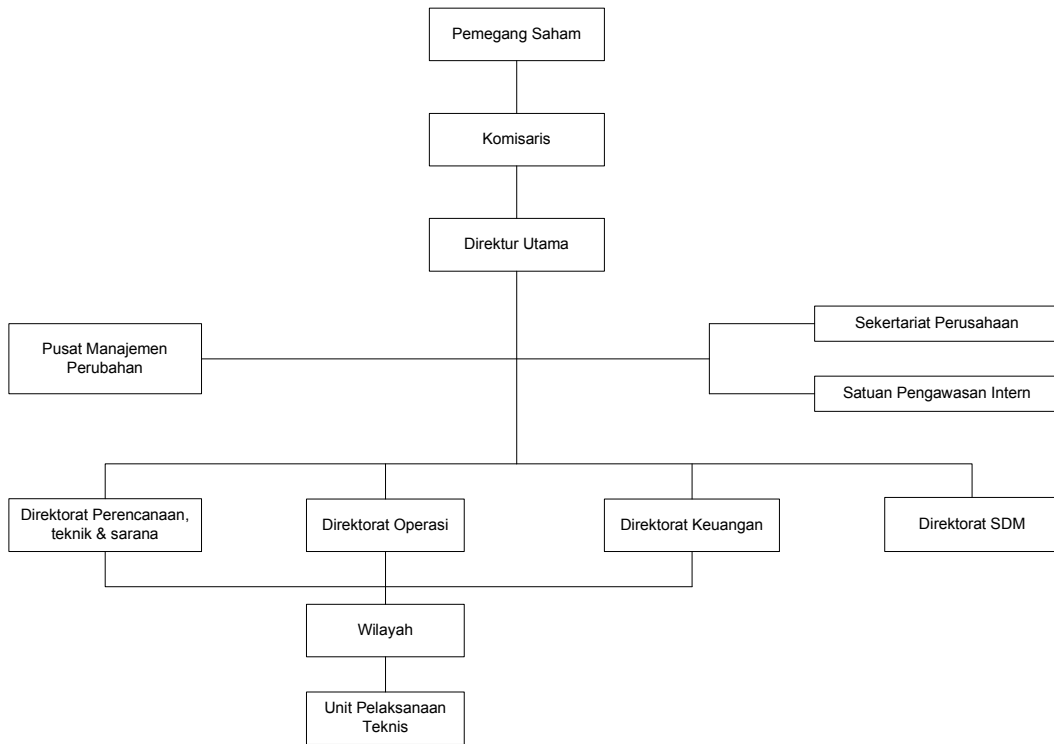 Pemegang Saham
Komisaris
Direktur Utama
Pusat Manajemen
Perubahan
Sekertariat Perusahaan
Satuan Pengawasan Intern
Direktorat Perencanaan,
teknik & sarana
Direktorat Operasi
Direktorat Keuangan
Direktorat SDM
Wilayah
Unit Pelaksanaan
Teknis